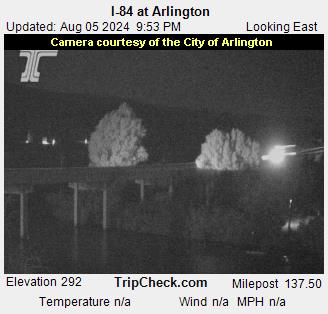 I-84 at Arlington
Updated: Aug 05 2024 9:53 PM Looking East
Camera courtesy of the City of Arlington
Elevation 292 TripCheck.com Milepost 137.50
Temperature n/a Wind n/a MPH n/a